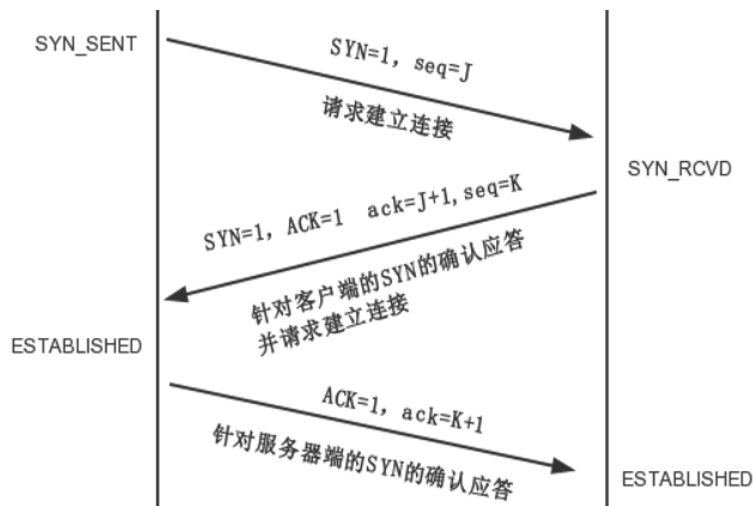 SYN_SENT
SYN=1, seq=J
请求建立连接
SYN_RCVD
SYN=1, ACK=1 ack=J+1,seq=K
针对客户端的SYN的确认应答
并请求建立连接
ESTABLISHED
ACK=1, ack=K+1
针对服务器端的SYN的确认应答
ESTABLISHED